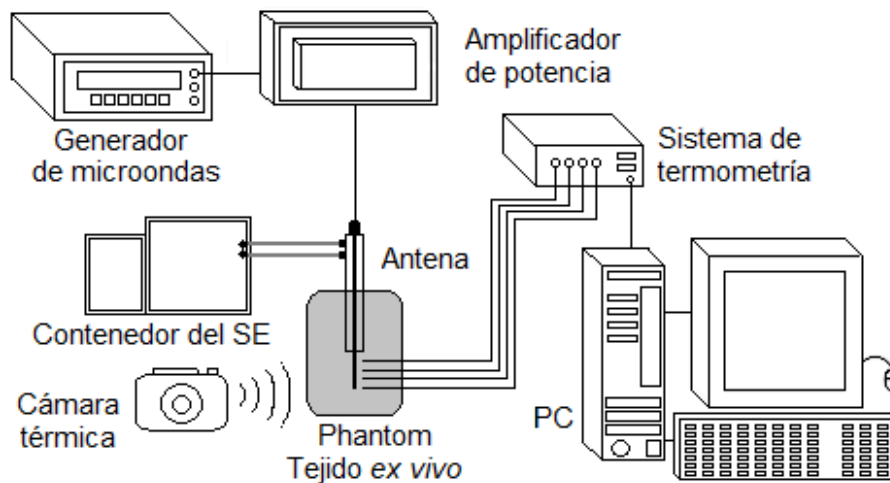 Amplificador
de potencia
Generador
de microondas
Sistema de
termometría
Antena
Contenedor del SE
Cámara
térmica
PC
Phantom
Tejido ex vivo